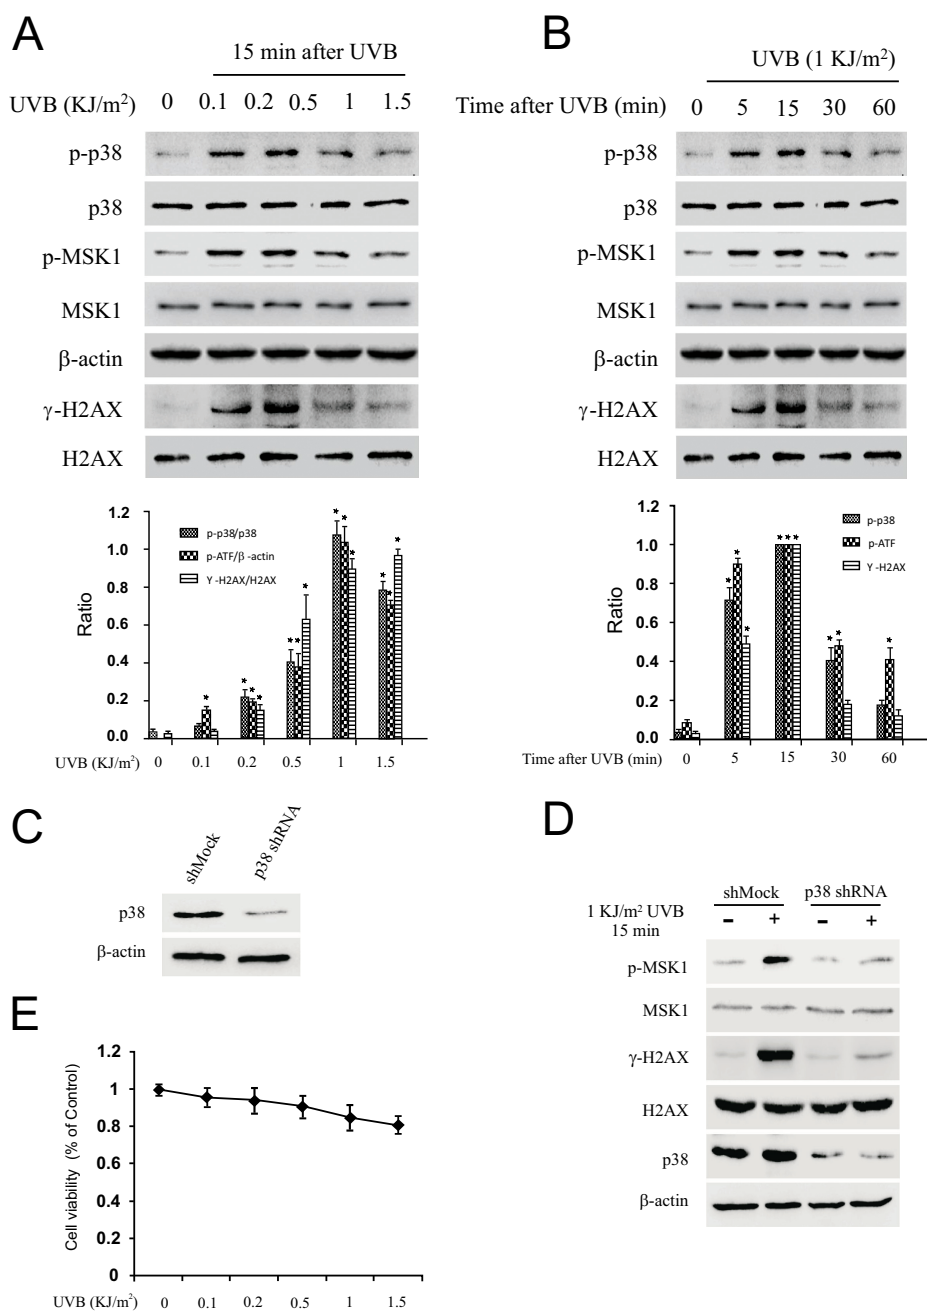 A
15 min after UVB
UVB (KJ/m²) 0 0.1 0.2 0.5 1 1.5
p-p38
p38
p-MSK1
MSK1
β-actin
γ-H2AX
H2AX
1.2
1.0
0.8
0.6
0.4
0.2
0.0
Ratio
p-p38/p38
p-ATF/β -actin
Y -H2AX/H2AX
* * * * * * * * * * * * *
UVB (KJ/m²) 0 0.1 0.2 0.5 1 1.5
B
UVB (1 KJ/m²)
Time after UVB (min) 0 5 15 30 60
p-p38
p38
p-MSK1
MSK1
β-actin
γ-H2AX
H2AX
1.2
1.0
0.8
0.6
0.4
0.2
0.0
Ratio
p-p38
p-ATF
Y -H2AX
* * * *** * * *
Time after UVB (min) 0 5 15 30 60
C
shMock p38 shRNA
p38
β-actin
D
shMock p38 shRNA
1 KJ/m² UVB - + - +
15 min
p-MSK1
MSK1
γ-H2AX
H2AX
p38
β-actin
E
1.2
1
0.8
0.6
0.4
0.2
0
Cell viability (% of Control)
UVB (KJ/m²) 0 0.1 0.2 0.5 1 1.5